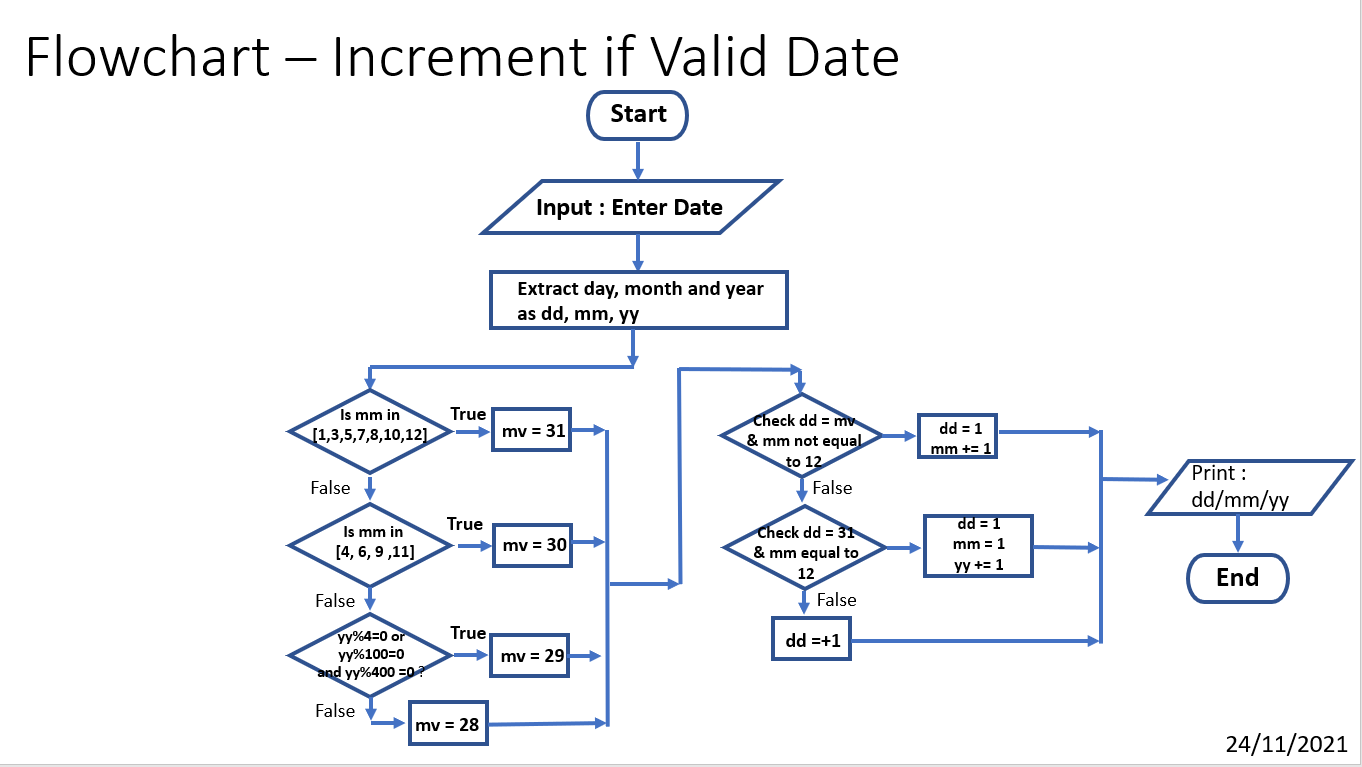 Flowchart – Increment if Valid Date
Start
Input : Enter Date
Extract day, month and year
as dd, mm, yy
Is mm in
[1,3,5,7,8,10,12]
True
mv = 31
False
Is mm in
[4, 6, 9 ,11]
True
mv = 30
False
yy%4=0 or
yy%100=0
and yy%400 =0 ?
True
mv = 29
False
mv = 28
Check dd = mv
& mm not equal
to 12
dd = 1
mm += 1
False
Check dd = 31
& mm equal to
12
dd = 1
mm = 1
yy += 1
False
dd =+1
Print :
dd/mm/yy
End
24/11/2021